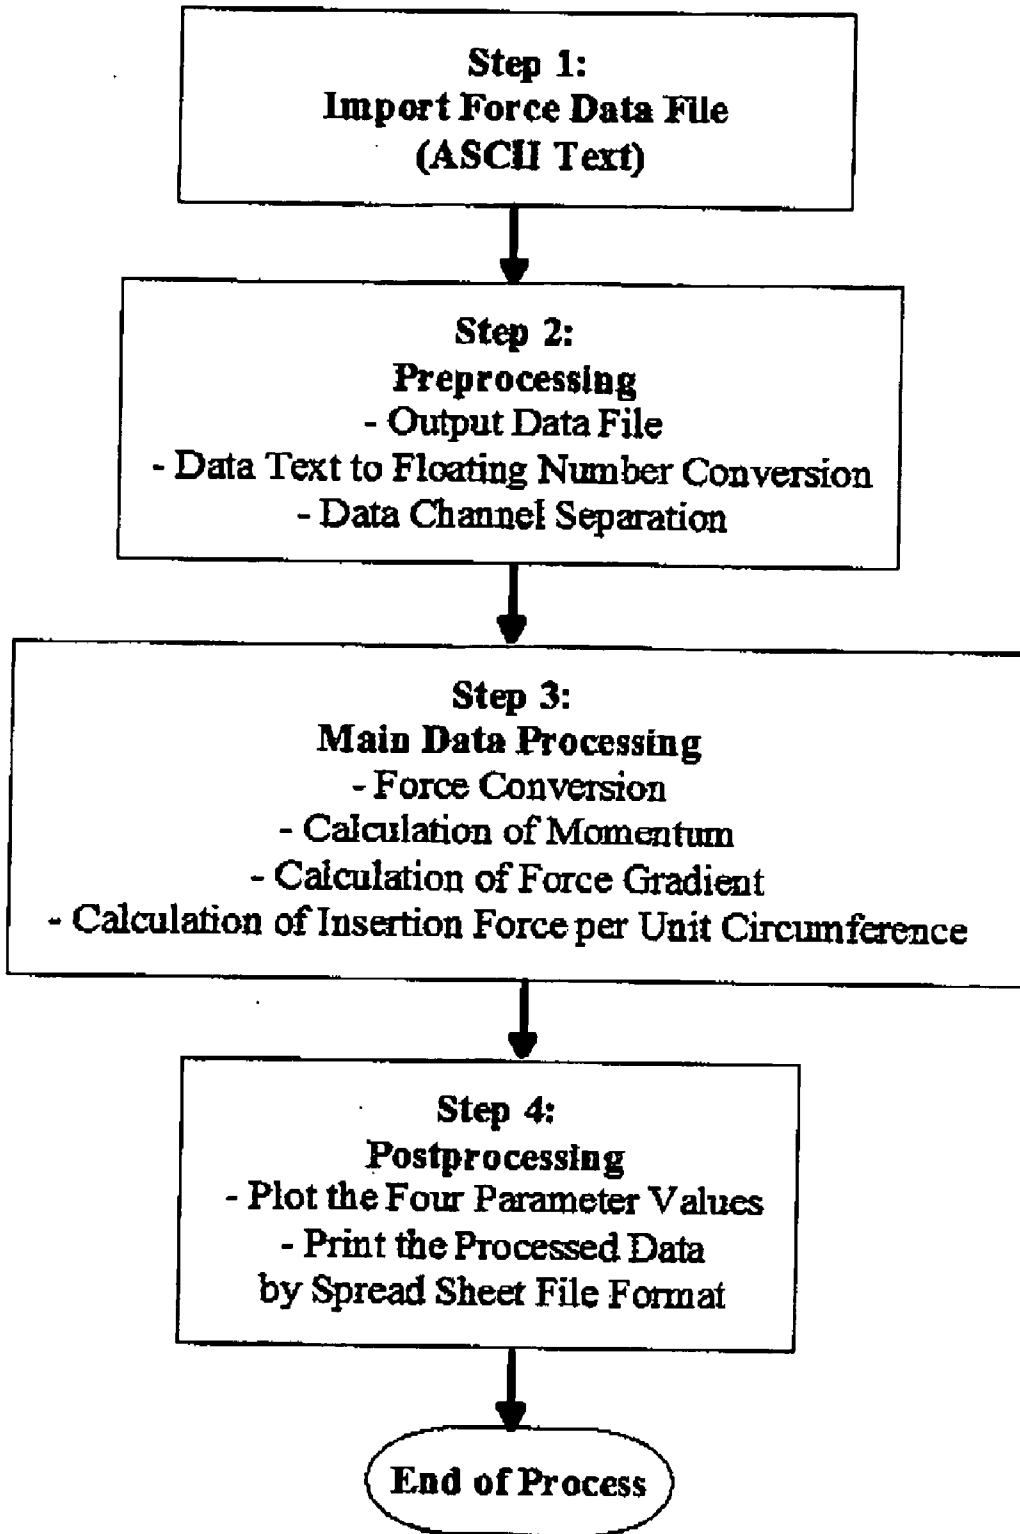 Step 1:
Import Force Data File
(ASCII Text)
Step 2:
Preprocessing
- Output Data File
- Data Text to Floating Number Conversion
- Data Channel Separation
Step 3:
Main Data Processing
- Force Conversion
- Calculation of Momentum
- Calculation of Force Gradient
- Calculation of Insertion Force per Unit Circumference
Step 4:
Postprocessing
- Plot the Four Parameter Values
- Print the Processed Data
by Spread Sheet File Format
End of Process